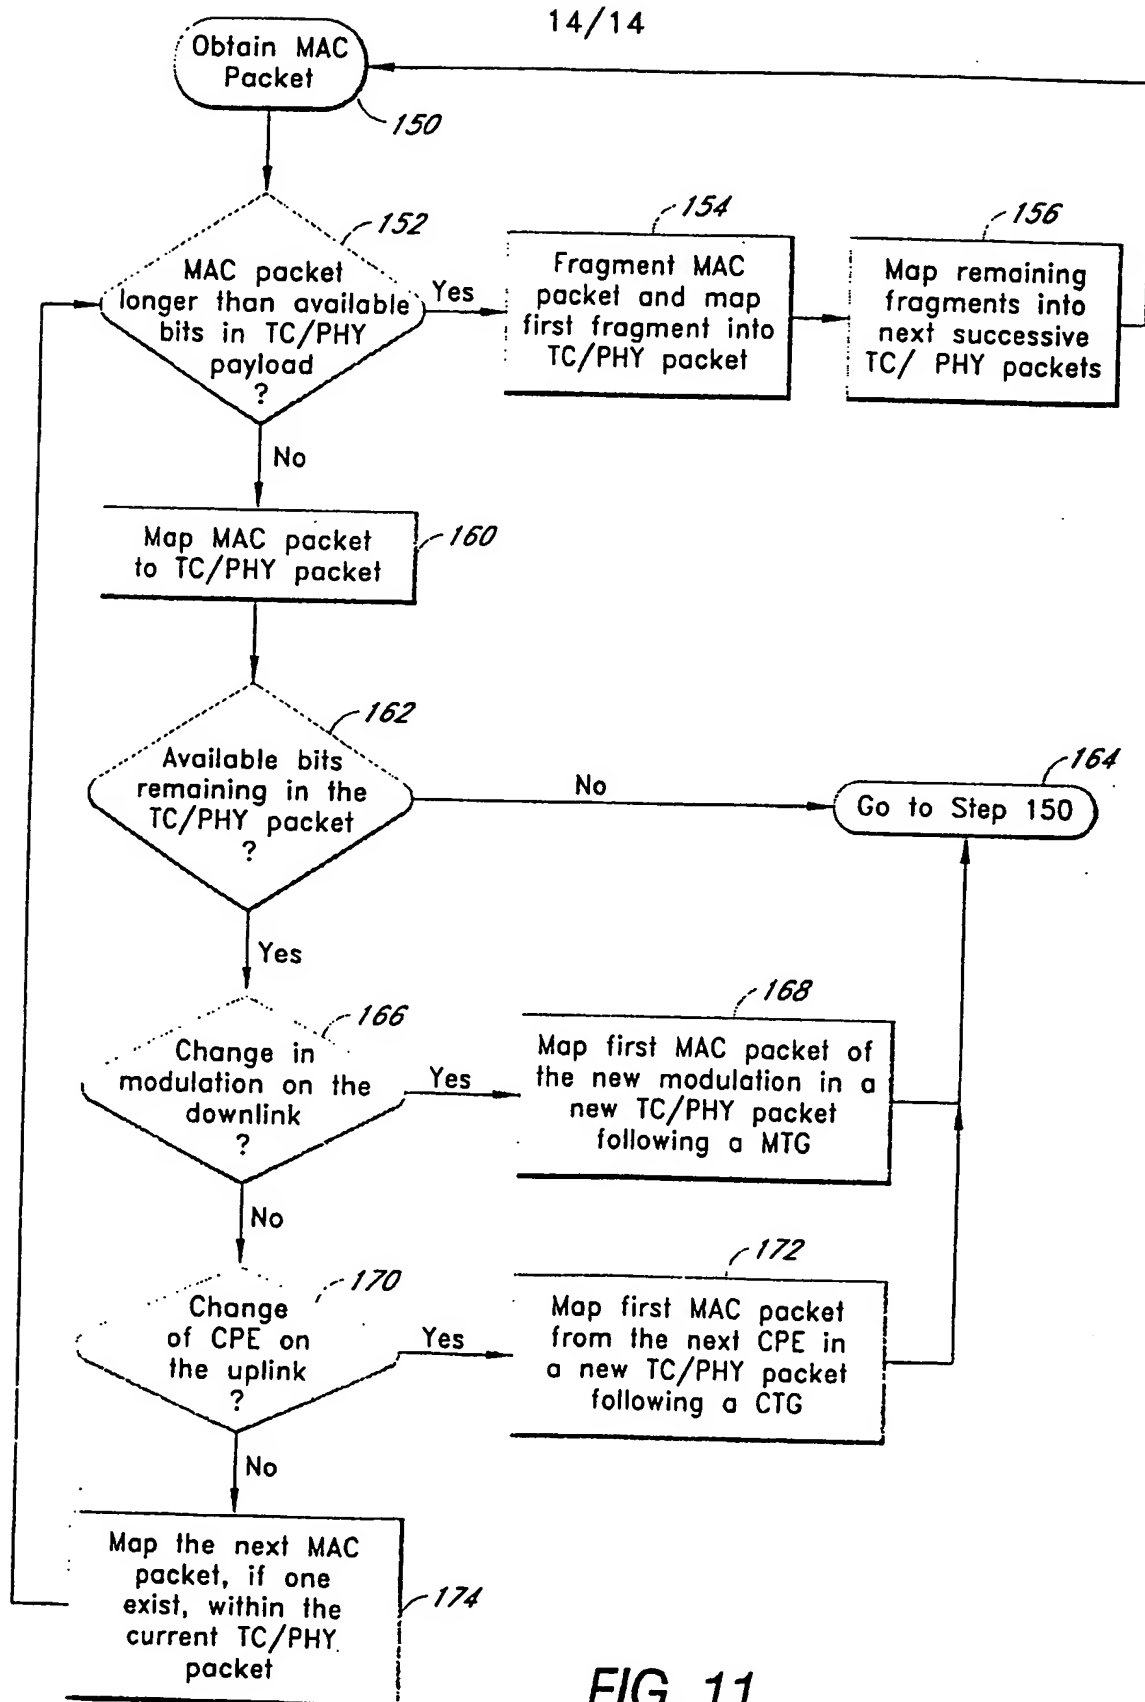 14/14
Obtain MAC
Packet
150
152
MAC packet
longer than available
bits in TC/PHY
payload
?
Yes
154
Fragment MAC
packet and map
first fragment into
TC/PHY packet
156
Map remaining
fragments into
next successive
TC/ PHY packets
No
Map MAC packet
to TC/PHY packet
160
162
Available bits
remaining in the
TC/PHY packet
?
No
164
Go to Step 150
Yes
166
Change in
modulation on the
downlink
?
Yes
168
Map first MAC packet of
the new modulation in a
new TC/PHY packet
following a MTG
No
170
Change
of CPE on
the uplink
?
Yes
172
Map first MAC packet
from the next CPE in
a new TC/PHY packet
following a CTG
No
Map the next MAC
packet, if one
exist, within the
current TC/PHY
packet
174
FIG. 11